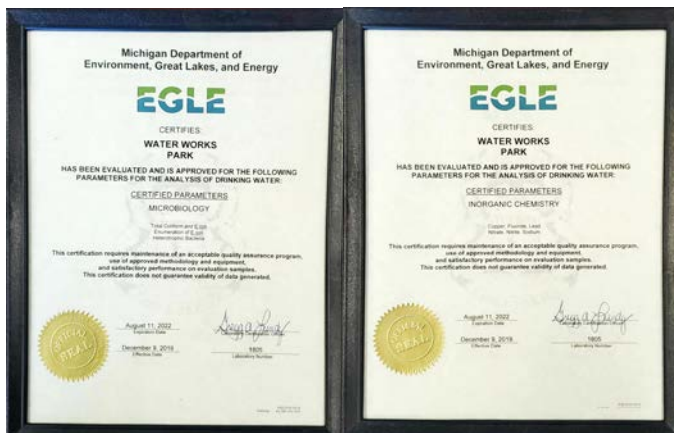 Michigan Department of
Environment, Great Lakes, and Energy
EGLE
CERTIFIES
WATER WORKS
PARK
HAS BEEN EVALUATED AND IS APPROVED FOR THE FOLLOWING
PARAMETERS FOR THE ANALYSIS OF DRINKING WATER:
CERTIFIED PARAMETERS
MICROBIOLOGY
Total Coliform and E.coli
Enumeration of E.coli
Heterotrophic Bacteria
This certification requires maintenance of an acceptable quality assurance program,
use of approved methodology and equipment,
and satisfactory performance on evaluation samples.
This certification does not guarantee validity of data generated.
SEAL
August 11, 2022
Expiration Date
December 9, 2019
Effective Date
Laboratory Number
Michigan Department of
Environment, Great Lakes, and Energy
EGLE
CERTIFIES
WATER WORKS
PARK
HAS BEEN EVALUATED AND IS APPROVED FOR THE FOLLOWING
PARAMETERS FOR THE ANALYSIS OF DRINKING WATER:
CERTIFIED PARAMETERS
INORGANIC CHEMISTRY
Copper, Fluoride, Lead
Nitrate, Nitrite, Sodium
This certification requires maintenance of an acceptable quality assurance program,
use of approved methodology and equipment,
and satisfactory performance on evaluation samples.
This certification does not guarantee validity of data generated.
SEAL
August 11, 2022
Expiration Date
December 9, 2019
Effective Date
Laboratory Number